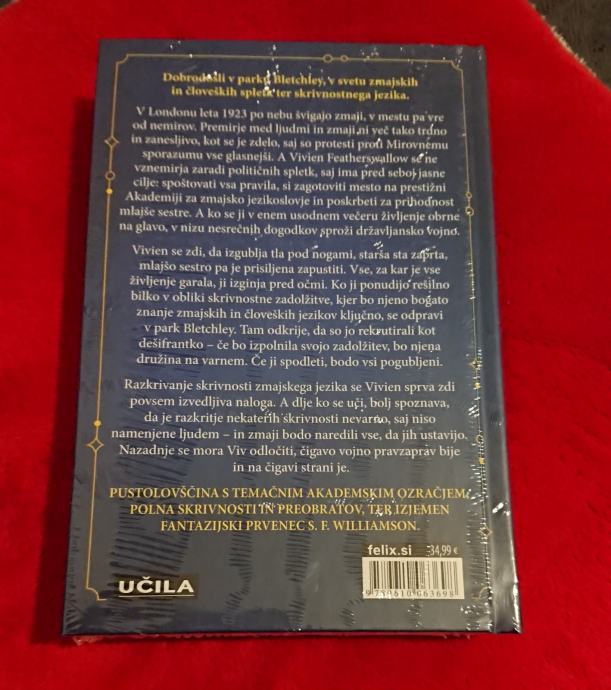 Dobrodošli v parku Bletchley, v svetu zmajskih
in človeških spletk ter skrivnostnega jezika.
V Londonu leta 1923 po nebu švigajo zmaji, v mestu pa vre
od nemirov. Premirje med ljudmi in zmaji ni več tako trdno
in zanesljivo, kot se je zdelo, saj so protesti proti Mirovnemu
sporazumu vse glasnejši. A Vivien Featherswallow se ne
vznemirja zaradi političnih spletk, saj ima pred seboj jasne
cilje: spoštovati vsa pravila, si zagotoviti mesto na prestižni
Akademiji za zmajsko jezikoslovje in poskrbeti za prihodnost
mlajše sestre. A ko se ji v enem usodnem večeru življenje obrne
na glavo, v nizu nesrečnih dogodkov sproži državljansko vojno.
Vivien se zdi, da izgublja tla pod nogami, starša sta zaprta,
mlajšo sestro pa je prisiljena zapustiti. Vse, za kar je vse
življenje garala, ji izginja pred očmi. Ko ji ponudijo rešilno
bilko v obliki skrivnostne zadolžitve, kjer bo njeno bogato
znanje zmajskih in človeških jezikov ključno, se odpravi
v park Bletchley. Tam odkrije, da so jo rekrutirali kot
dešifrantko – če bo izpolnila svojo zadolžitev, bo njena
družina na varnem. Če ji spodleti, bodo vsi pogubljeni.
Razkrivanje skrivnosti zmajskega jezika se Vivien sprva zdi
povsem izvedljiva naloga. A dlje ko se uči, bolj spoznava,
da je razkritje nekaterih skrivnosti nevarno, saj niso
namenjene ljudem – in zmaji bodo naredili vse, da jih ustavijo.
Nazadnje se mora Viv odločiti, čigavo vojno pravzaprav bije
in na čigavi strani je.
PUSTOLOVŠČINA S TEMAČNIM AKADEMSKIM OZRAČJEM,
POLNA SKRIVNOSTI IN PREOBRATOV, TER IZJEMEN
FANTAZIJSKI PRVENEC S. F. WILLIAMSON.
felix.si 34,99 €
UČILA
9 789610 063698